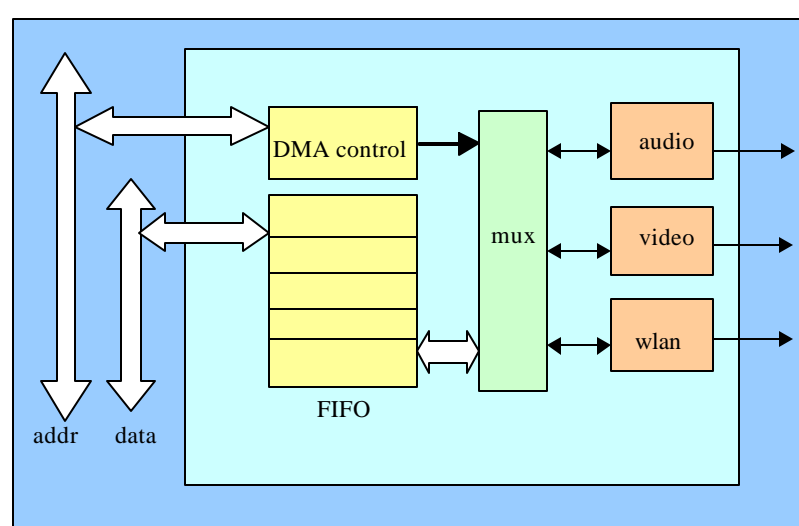 DMA control
audio
mux
video
wlan
FIFO
addr
data